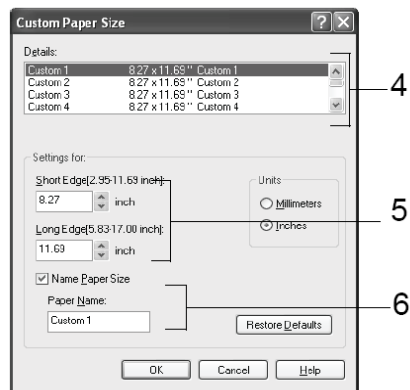 Custom Paper Size
Details:
Custom 1 8.27 x 11.69 " Custom 1
Custom 2 8.27 x 11.69 " Custom 2
Custom 3 8.27 x 11.69 " Custom 3
Custom 4 8.27 x 11.69 " Custom 4
4
Settings for:
Short Edge[2.95-11.69 inch]:
8.27 inch
Units
Millimeters
Inches
5
Long Edge[5.83-17.00 inch]:
11.69 inch
Name Paper Size
6
Paper Name:
Custom 1
Restore Defaults
OK Cancel Help